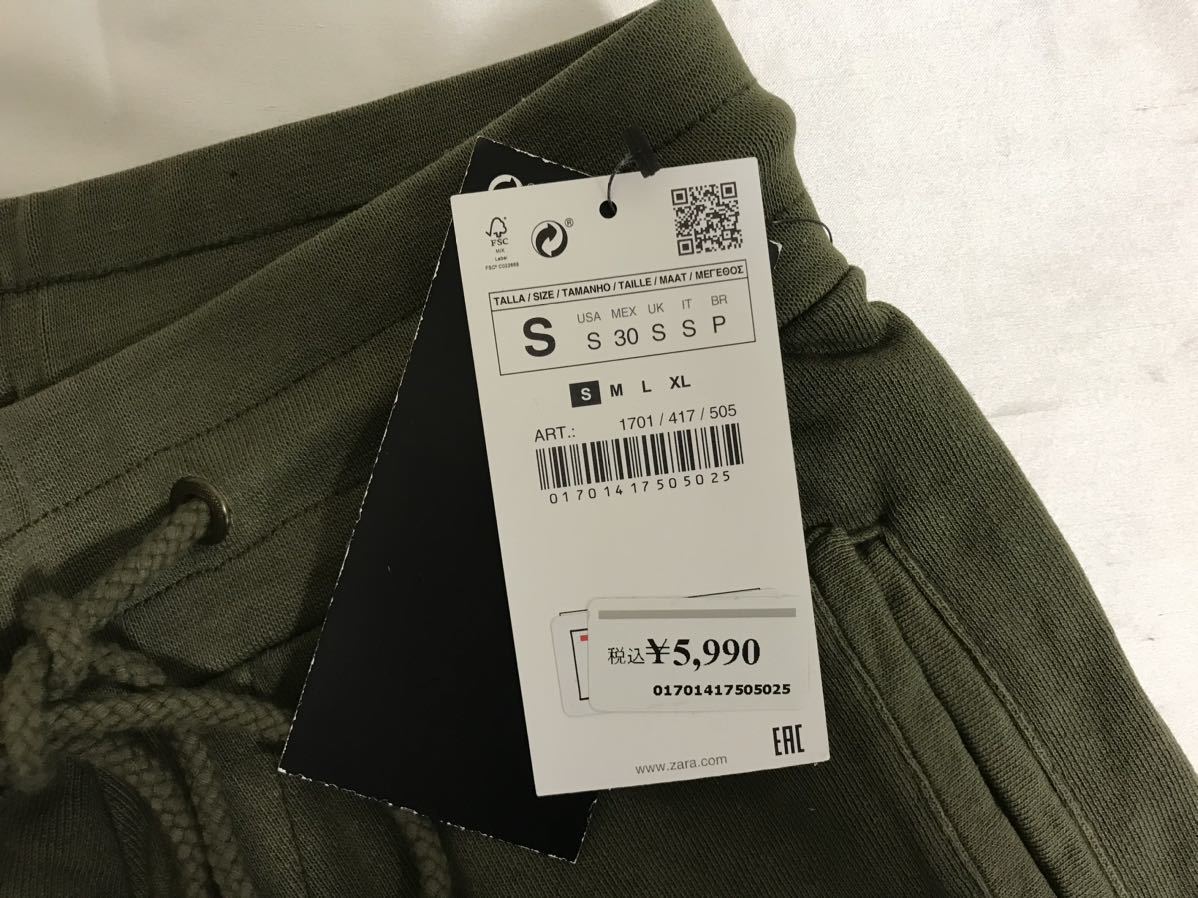 FSC
MIX
Label
FSC® C022665
®
TALLA / SIZE / TAMANHO / TAILLE / MAAT / ΜΕΓΕΘΟΣ
S
USA MEX UK IT BR
S 30 S S P
S M L XL
ART.: 1701 / 417 / 505
01701417505025
税込¥5,990
01701417505025
EAC
www.zara.com